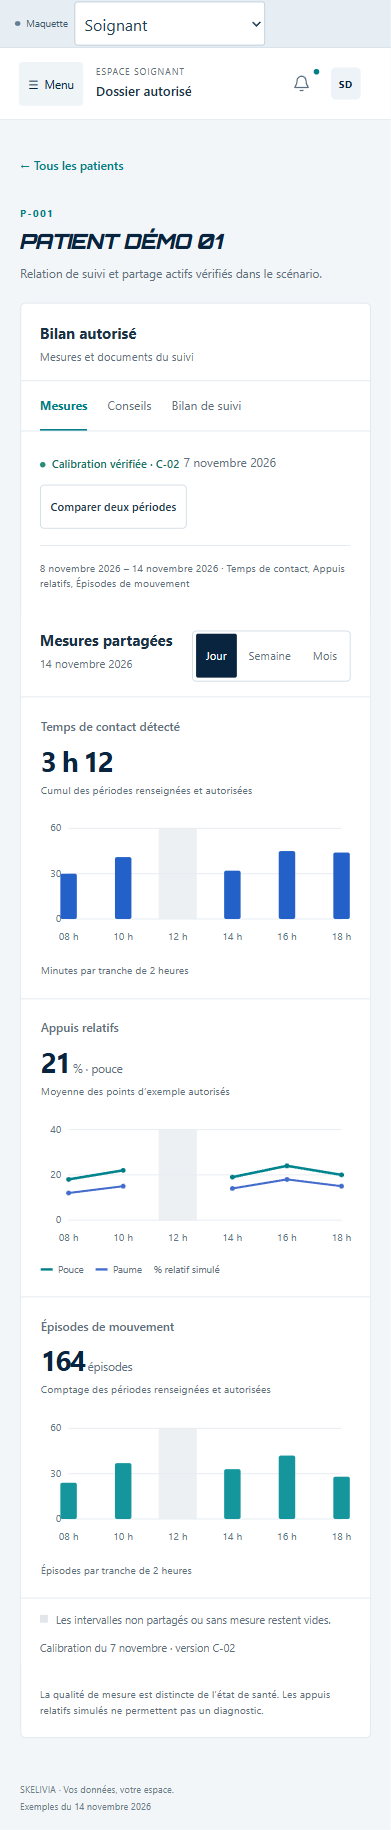 Maquette
Soignant
☰ Menu
ESPACE SOIGNANT
Dossier autorisé
SD
← Tous les patients
P-001
PATIENT DÉMO 01
Relation de suivi et partage actifs vérifiés dans le scénario.
Bilan autorisé
Mesures et documents du suivi
Mesures
Conseils
Bilan de suivi
Calibration vérifiée · C-02 7 novembre 2026
Comparer deux périodes
8 novembre 2026 – 14 novembre 2026 · Temps de contact, Appuis
relatifs, Épisodes de mouvement
Mesures partagées
14 novembre 2026
Jour
Semaine
Mois
Temps de contact détecté
3 h 12
Cumul des périodes renseignées et autorisées
60
30
0
08 h 10 h 12 h 14 h 16 h 18 h
Minutes par tranche de 2 heures
Appuis relatifs
21 % · pouce
Moyenne des points d'exemple autorisés
40
20
0
08 h 10 h 12 h 14 h 16 h 18 h
Pouce Paume % relatif simulé
Épisodes de mouvement
164 épisodes
Comptage des périodes renseignées et autorisées
60
30
0
08 h 10 h 12 h 14 h 16 h 18 h
Épisodes par tranche de 2 heures
Les intervalles non partagés ou sans mesure restent vides.
Calibration du 7 novembre · version C-02
La qualité de mesure est distincte de l'état de santé. Les appuis
relatifs simulés ne permettent pas un diagnostic.
SKELIVIA · Vos données, votre espace.
Exemples du 14 novembre 2026